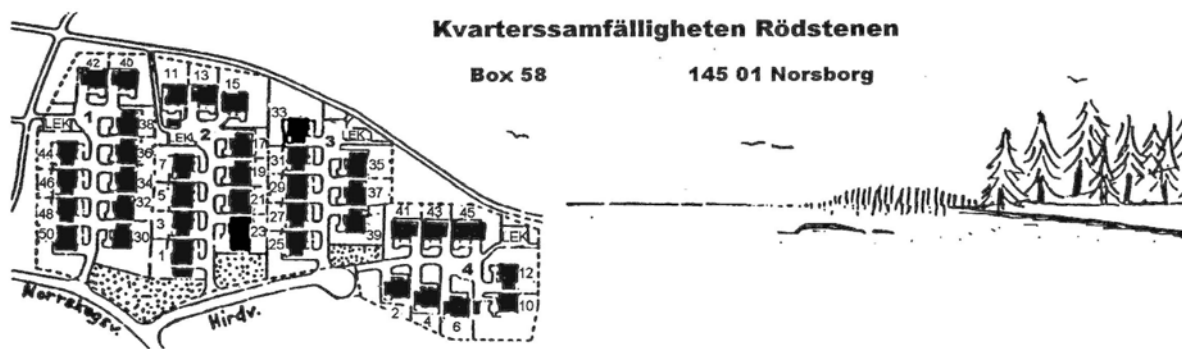 Kvarterssamfälligheten Rödstenen
Box 58 145 01 Norsborg
42 40 11 13 15
33
1 LEK 38 2 LEK 17 3 LEK
44 36 7 31 35
46 34 5 19 29 37
48 32 3 21 27 41 43 45
50 30 1 23 25 39 LEK
4 12
2 4 6 7 10
Norrskogsv. Hirdv.